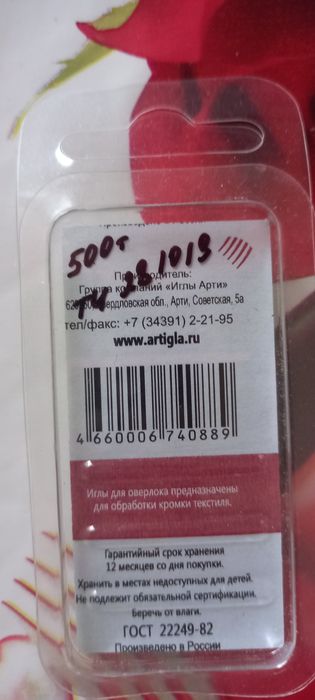 500т
1019
Производитель:
Группа компаний «Иглы Арти»
Свердловская обл., Арти, Советская, 5а
тел/факс: +7 (34391) 2-21-95
www.artigla.ru
4 660006 740889
Иглы для оверлока предназначены
для обработки кромки текстиля.
Гарантийный срок хранения
12 месяцев со дня покупки.
Хранить в местах недоступных для детей.
Не подлежит обязательной сертификации.
Беречь от влаги.
ГОСТ 22249-82
Произведено в России